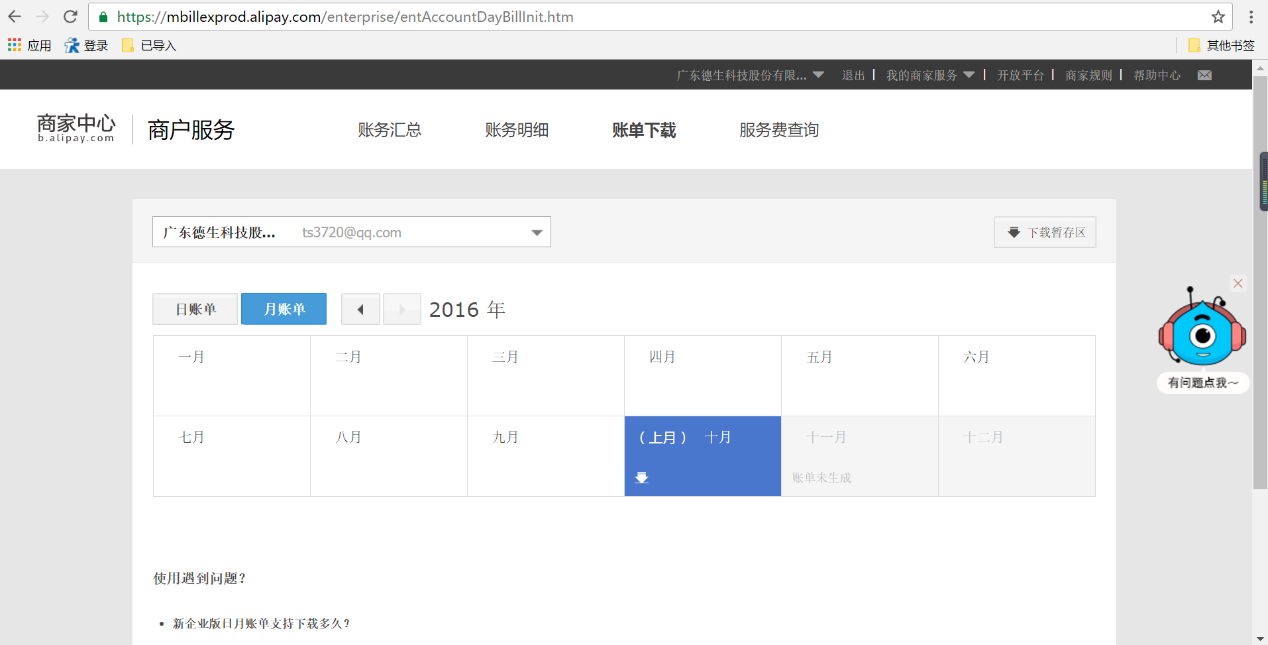 https://mbillexprod.alipay.com/enterprise/entAccountDayBillInit.htm
应用 登录 已导入 其他书签
广东德生科技股份有限... 退出 我的商家服务 开放平台 商家规则 帮助中心
商家中心 商户服务 账务汇总 账务明细 账单下载 服务费查询
b.alipay.com
广东德生科技股... ts3720@qq.com 下载暂存区
日账单 月账单 2016 年
一月 二月 三月 四月 五月 六月
七月 八月 九月 (上月) 十月 十一月 十二月
账单未生成
有问题点我~
使用遇到问题?
• 新企业版日月账单支持下载多久?